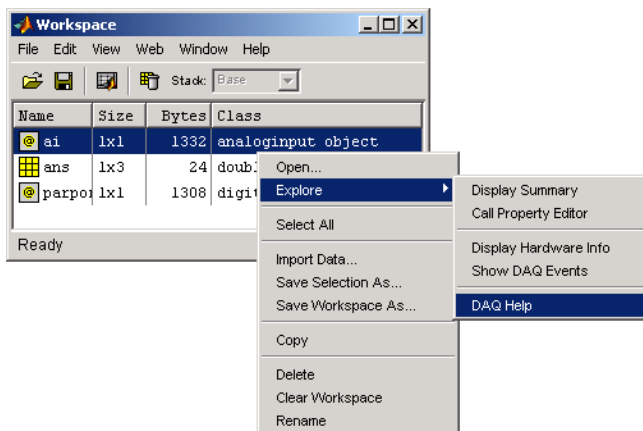 Workspace
File Edit View Web Window Help
Stack: Base
Name Size Bytes Class
ai 1x1 1332 analoginput object
ans 1x3 24 doubl
parpor 1x1 1308 digit
Ready
Open...
Explore
Select All
Import Data...
Save Selection As...
Save Workspace As...
Copy
Delete
Clear Workspace
Rename
Display Summary
Call Property Editor
Display Hardware Info
Show DAQ Events
DAQ Help